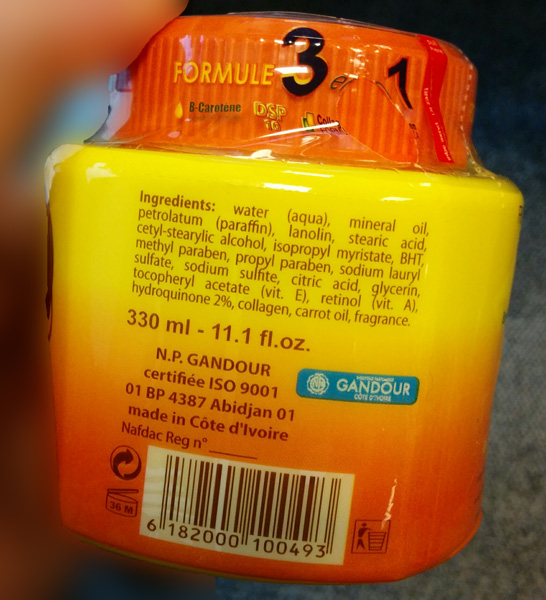 FORMULE 3 en 1
B-Carotene DSP 10
Ingredients: water (aqua), mineral oil,
petrolatum (paraffin), lanolin, stearic acid,
cetyl-stearylic alcohol, isopropyl myristate, BHT,
methyl paraben, propyl paraben, sodium lauryl
sulfate, sodium sulfite, citric acid, glycerin,
tocopheryl acetate (vit. E), retinol (vit. A),
hydroquinone 2%, collagen, carrot oil, fragrance.
330 ml - 11.1 fl.oz.
N.P. GANDOUR
certifiée ISO 9001
01 BP 4387 Abidjan 01
made in Côte d'Ivoire
Nafdac Reg n° ______
GANDOUR
CÔTE D'IVOIRE
36 M
6 182000 100493